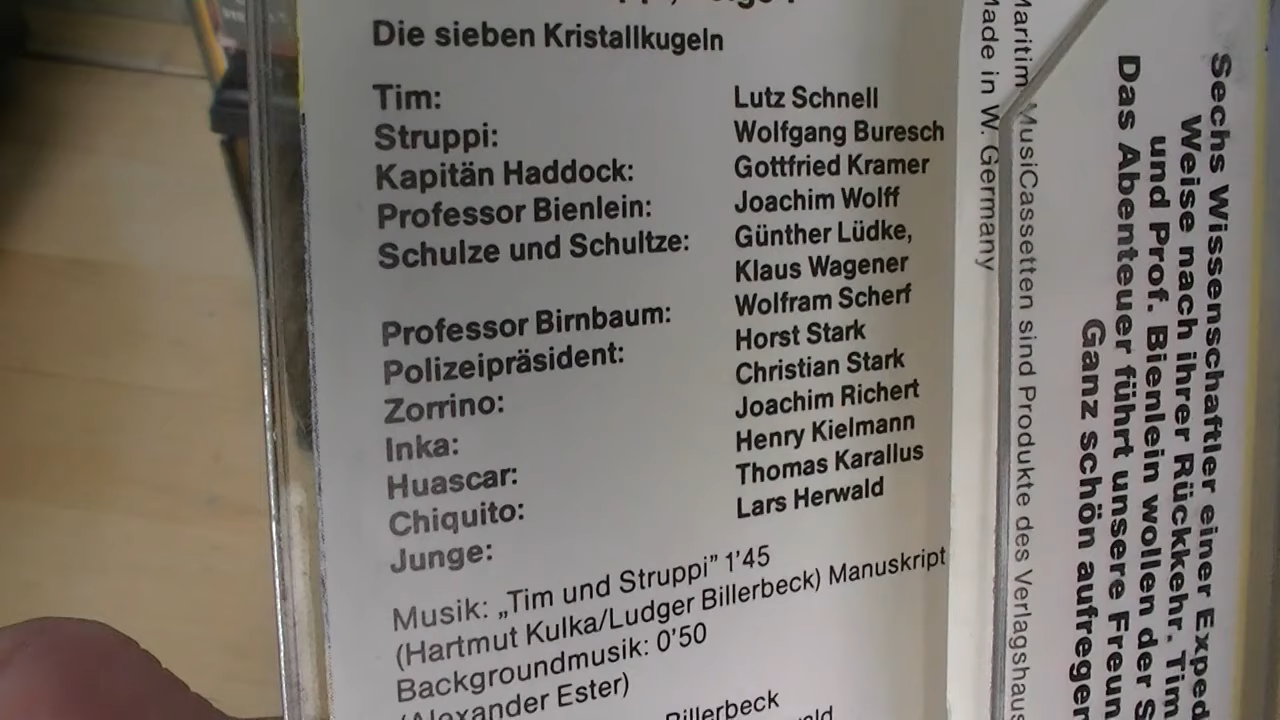 Die sieben Kristallkugeln
Tim: Lutz Schnell
Struppi: Wolfgang Buresch
Kapitän Haddock: Gottfried Kramer
Professor Bienlein: Joachim Wolff
Schulze und Schultze: Günther Lüdke,
Klaus Wagener
Professor Birnbaum: Wolfram Scherf
Polizeipräsident: Horst Stark
Zorrino: Christian Stark
Inka: Joachim Richert
Huascar: Henry Kielmann
Chiquito: Thomas Karallus
Junge: Lars Herwald
Musik: „Tim und Struppi” 1'45
(Hartmut Kulka/Ludger Billerbeck) Manuskript
Backgroundmusik: 0'50
(Alexander Ester)
Billerbeck
Maritim MusiCassetten sind Produkte des Verlagshaus
Made in W. Germany
Sechs Wissenschaftler einer Exped
Weise nach ihrer Rückkehr. Tim
und Prof. Bienlein wollen der S
Das Abenteuer führt unsere Freun
Ganz schön aufregen